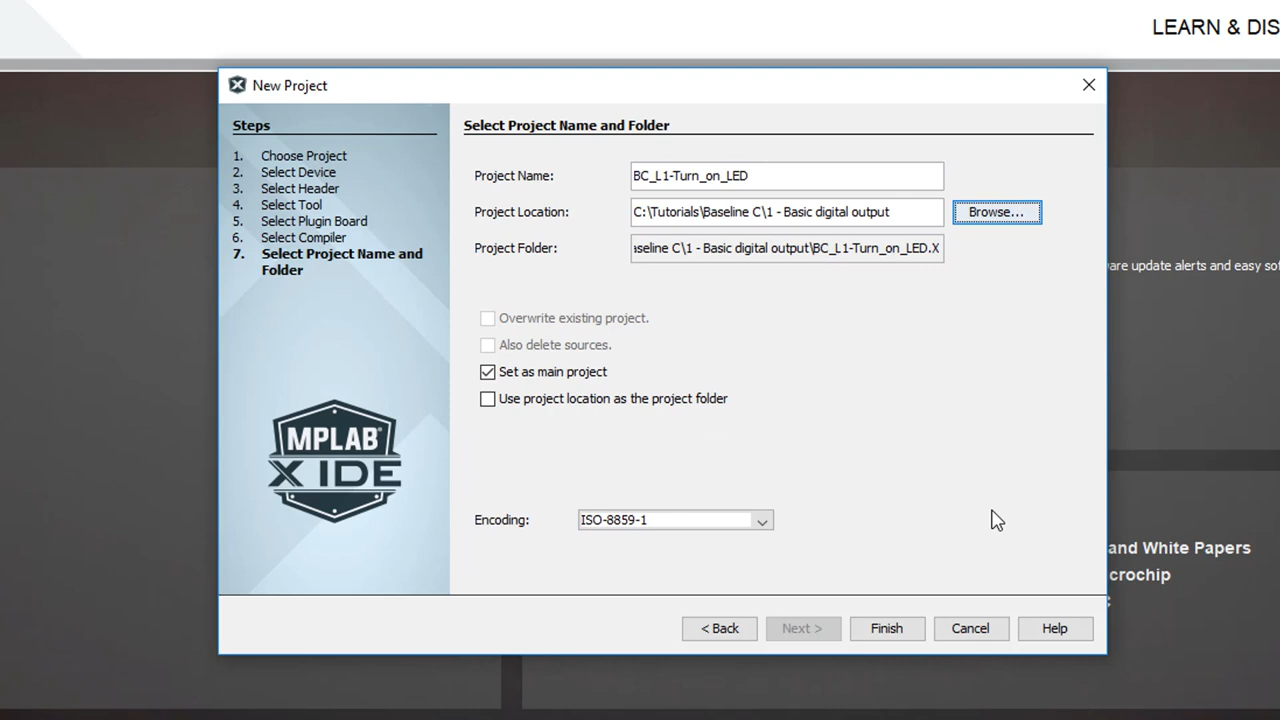 LEARN & DIS
New Project
Steps
1. Choose Project
2. Select Device
3. Select Header
4. Select Tool
5. Select Plugin Board
6. Select Compiler
7. Select Project Name and
Folder
MPLAB®
X IDE
Select Project Name and Folder
Project Name: BC_L1-Turn_on_LED
Project Location: C:\Tutorials\Baseline C\1 - Basic digital output Browse...
Project Folder: aseline C\1 - Basic digital output\BC_L1-Turn_on_LED.X
Overwrite existing project.
Also delete sources.
Set as main project
Use project location as the project folder
Encoding: ISO-8859-1
< Back Next > Finish Cancel Help
are update alerts and easy sof
and White Papers
crochip